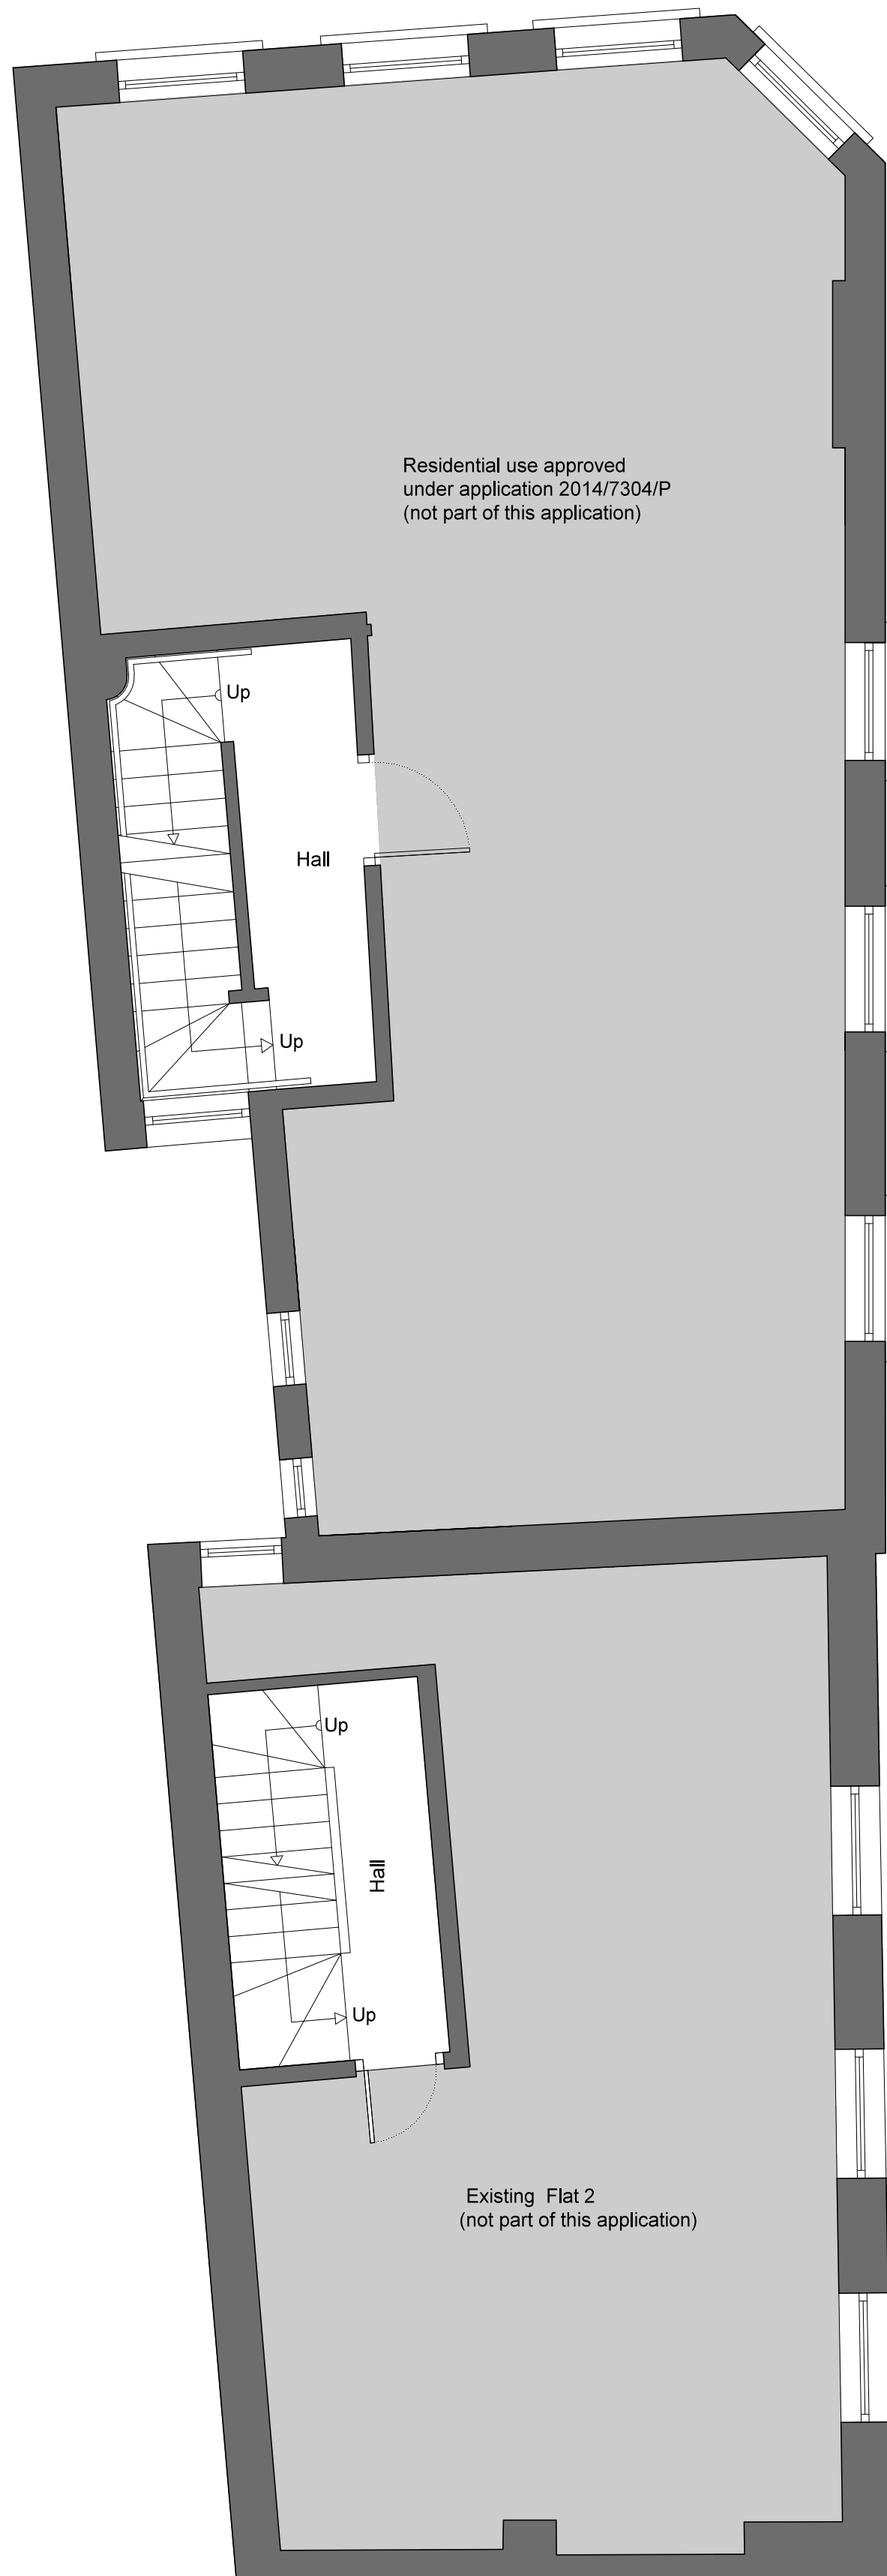 Residential use approved
under application 2014/7304/P
(not part of this application)
Up
Hall
Up
Up
Hall
Up
Existing Flat 2
(not part of this application)